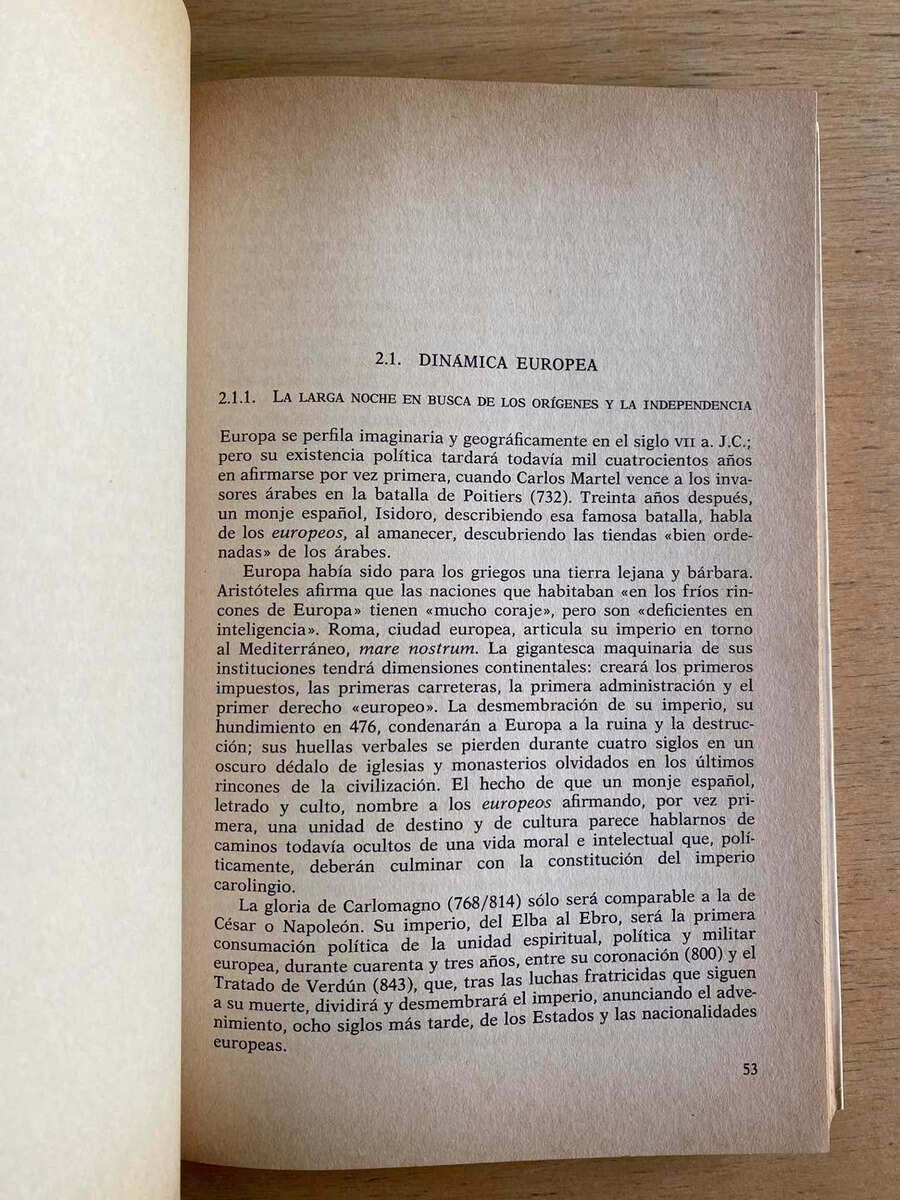 2.1. DINÁMICA EUROPEA
2.1.1. LA LARGA NOCHE EN BUSCA DE LOS ORÍGENES Y LA INDEPENDENCIA
Europa se perfila imaginaria y geográficamente en el siglo VII a. J.C.;
pero su existencia política tardará todavía mil cuatrocientos años
en afirmarse por vez primera, cuando Carlos Martel vence a los inva-
sores árabes en la batalla de Poitiers (732). Treinta años después,
un monje español, Isidoro, describiendo esa famosa batalla, habla
de los europeos, al amanecer, descubriendo las tiendas «bien orde-
nadas» de los árabes.
Europa había sido para los griegos una tierra lejana y bárbara.
Aristóteles afirma que las naciones que habitaban «en los fríos rin-
cones de Europa» tienen «mucho coraje», pero son «deficientes en
inteligencia». Roma, ciudad europea, articula su imperio en torno
al Mediterráneo, mare nostrum. La gigantesca maquinaria de sus
instituciones tendrá dimensiones continentales: creará los primeros
impuestos, las primeras carreteras, la primera administración y el
primer derecho «europeo». La desmembración de su imperio, su
hundimiento en 476, condenarán a Europa a la ruina y la destruc-
ción; sus huellas verbales se pierden durante cuatro siglos en un
oscuro dédalo de iglesias y monasterios olvidados en los últimos
rincones de la civilización. El hecho de que un monje español,
letrado y culto, nombre a los europeos afirmando, por vez pri-
mera, una unidad de destino y de cultura parece hablarnos de
caminos todavía ocultos de una vida moral e intelectual que, polí-
ticamente, deberán culminar con la constitución del imperio
carolingio.
La gloria de Carlomagno (768/814) sólo será comparable a la de
César o Napoleón. Su imperio, del Elba al Ebro, será la primera
consumación política de la unidad espiritual, política y militar
europea, durante cuarenta y tres años, entre su coronación (800) y el
Tratado de Verdún (843), que, tras las luchas fratricidas que siguen
a su muerte, dividirá y desmembrará el imperio, anunciando el adve-
nimiento, ocho siglos más tarde, de los Estados y las nacionalidades
europeas.
53